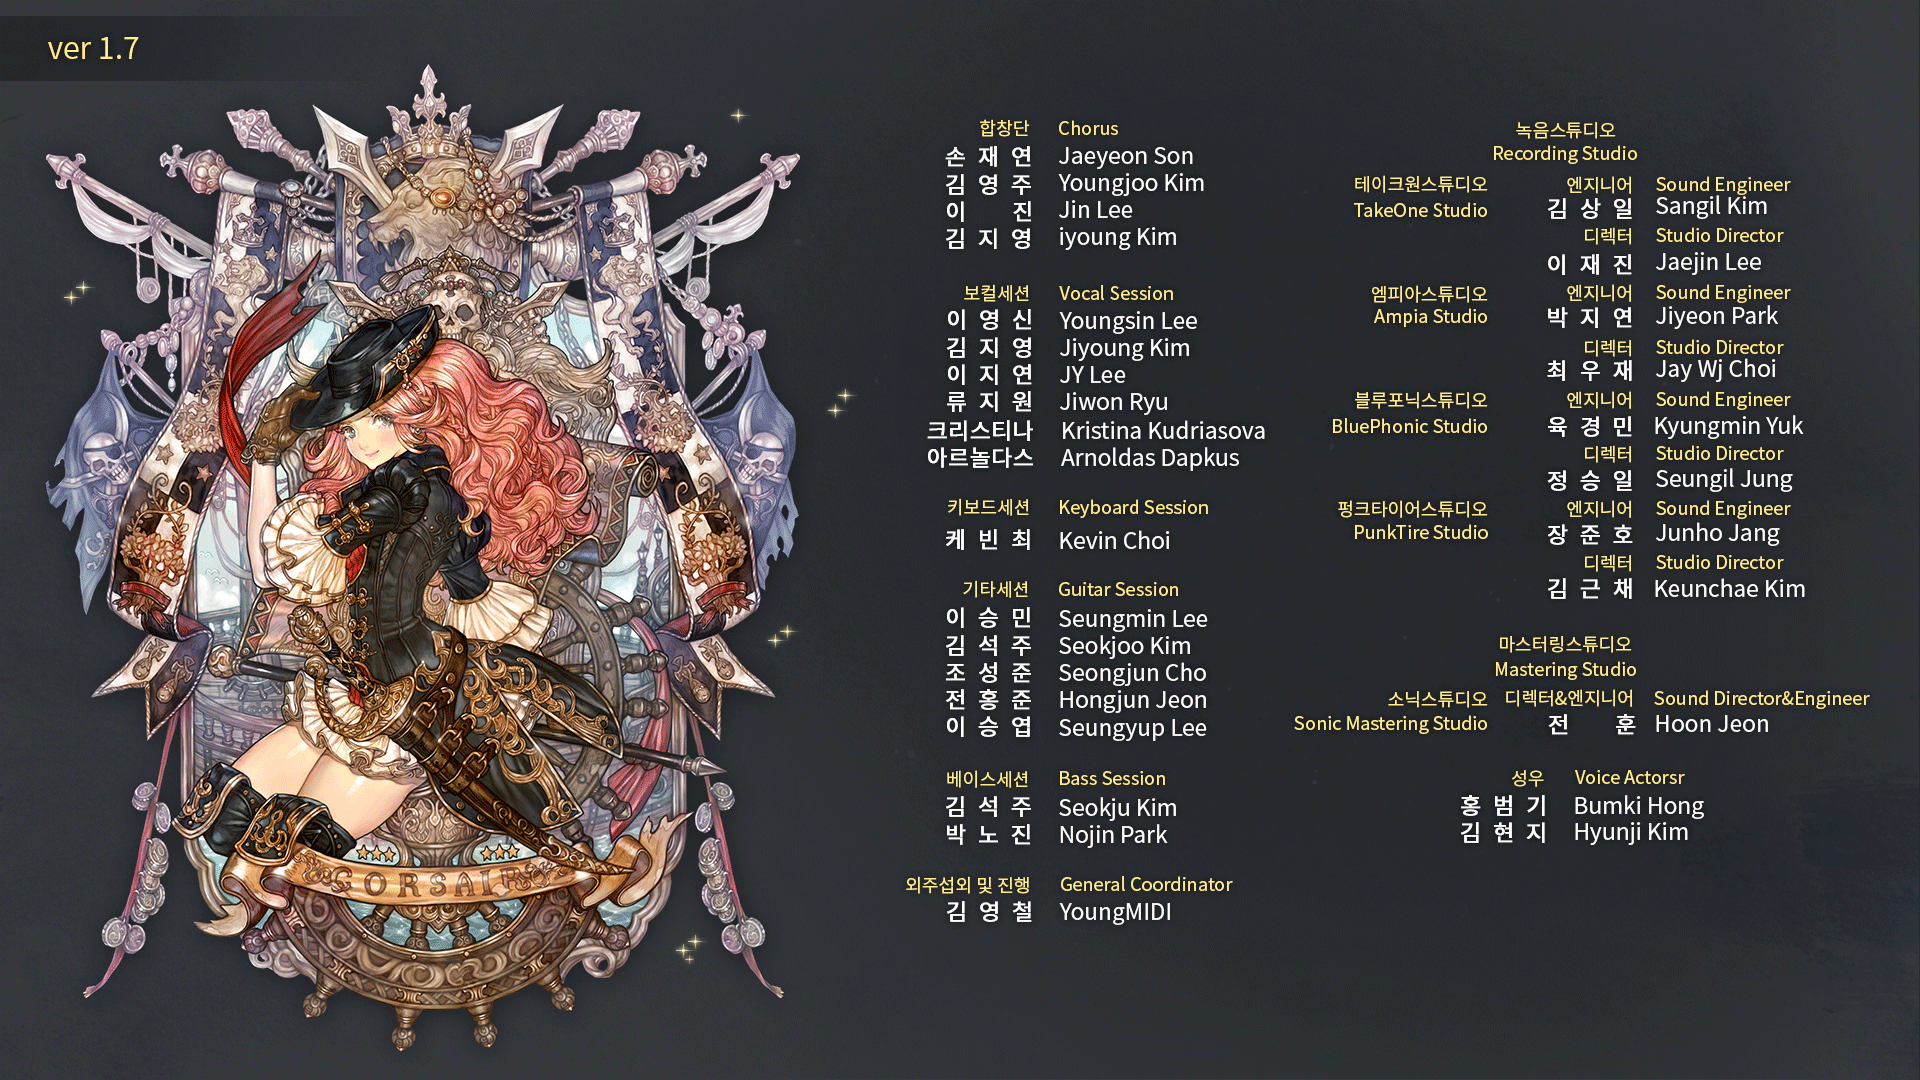 ver 1.7
합창단 Chorus
손 재 연 Jaeyeon Son
김 영 주 Youngjoo Kim
이 진 Jin Lee
김 지 영 iyoung Kim
보컬세션 Vocal Session
이 영 신 Youngsin Lee
김 지 영 Jiyoung Kim
이 지 연 JY Lee
류 지 원 Jiwon Ryu
크리스티나 Kristina Kudriasova
아르놀다스 Arnoldas Dapkus
키보드세션 Keyboard Session
케 빈 최 Kevin Choi
기타세션 Guitar Session
이 승 민 Seungmin Lee
김 석 주 Seokjoo Kim
조 성 준 Seongjun Cho
전 홍 준 Hongjun Jeon
이 승 엽 Seungyup Lee
베이스세션 Bass Session
김 석 주 Seokju Kim
박 노 진 Nojin Park
외주섭외 및 진행 General Coordinator
김 영 철 YoungMIDI
녹음스튜디오
Recording Studio
테이크원스튜디오 엔지니어 Sound Engineer
TakeOne Studio 김 상 일 Sangil Kim
디렉터 Studio Director
이 재 진 Jaejin Lee
엠피아스튜디오 엔지니어 Sound Engineer
Ampia Studio 박 지 연 Jiyeon Park
디렉터 Studio Director
최 우 재 Jay Wj Choi
블루포닉스튜디오 엔지니어 Sound Engineer
BluePhonic Studio 육 경 민 Kyungmin Yuk
디렉터 Studio Director
정 승 일 Seungil Jung
펑크타이어스튜디오 엔지니어 Sound Engineer
PunkTire Studio 장 준 호 Junho Jang
디렉터 Studio Director
김 근 채 Keunchae Kim
마스터링스튜디오
Mastering Studio
소닉스튜디오 디렉터&엔지니어 Sound Director&Engineer
Sonic Mastering Studio 전 훈 Hoon Jeon
성우 Voice Actorsr
홍 범 기 Bumki Hong
김 현 지 Hyunji Kim
CORSAIR